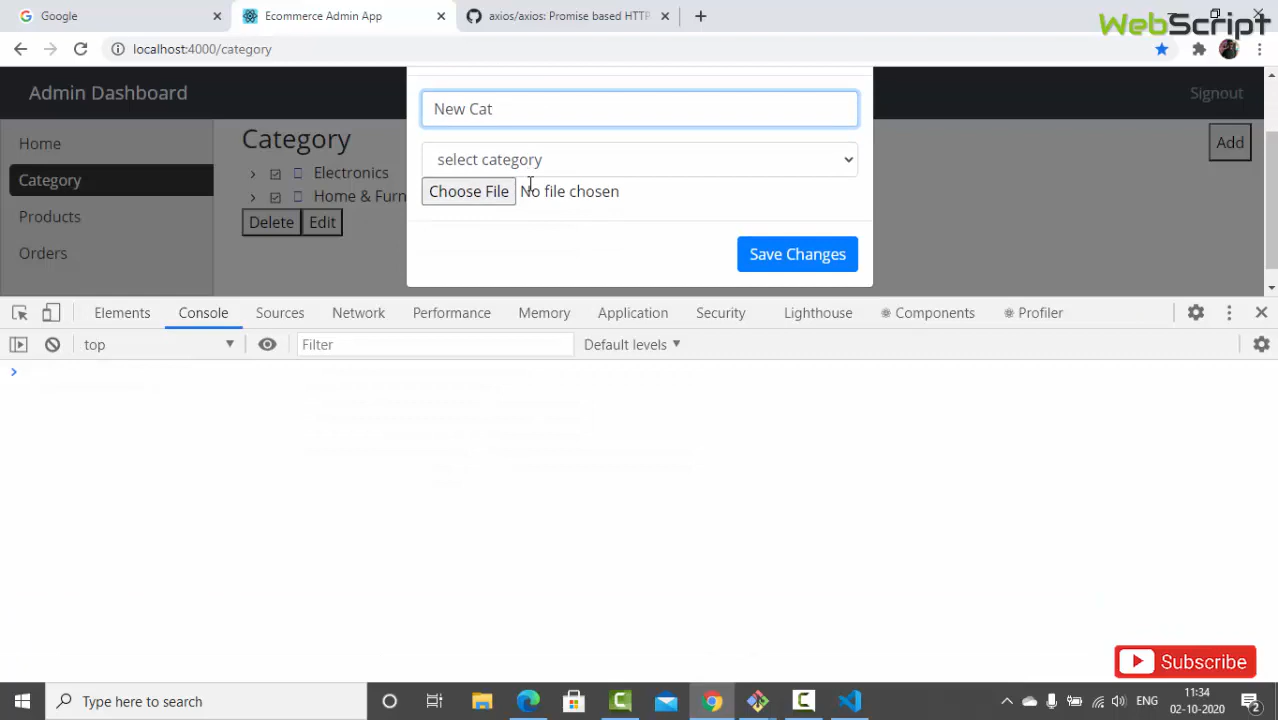 Google
Ecommerce Admin App
axios/axios: Promise based HTTP
WebScript
localhost:4000/category
Admin Dashboard
Signout
New Cat
Home
Category
Add
select category
Electronics
Category
Choose File No file chosen
Home & Furn
Products
Delete Edit
Orders
Save Changes
Elements Console Sources Network Performance Memory Application Security Lighthouse Components Profiler
top Filter Default levels
Subscribe
Type here to search
ENG
11:34
02-10-2020
2